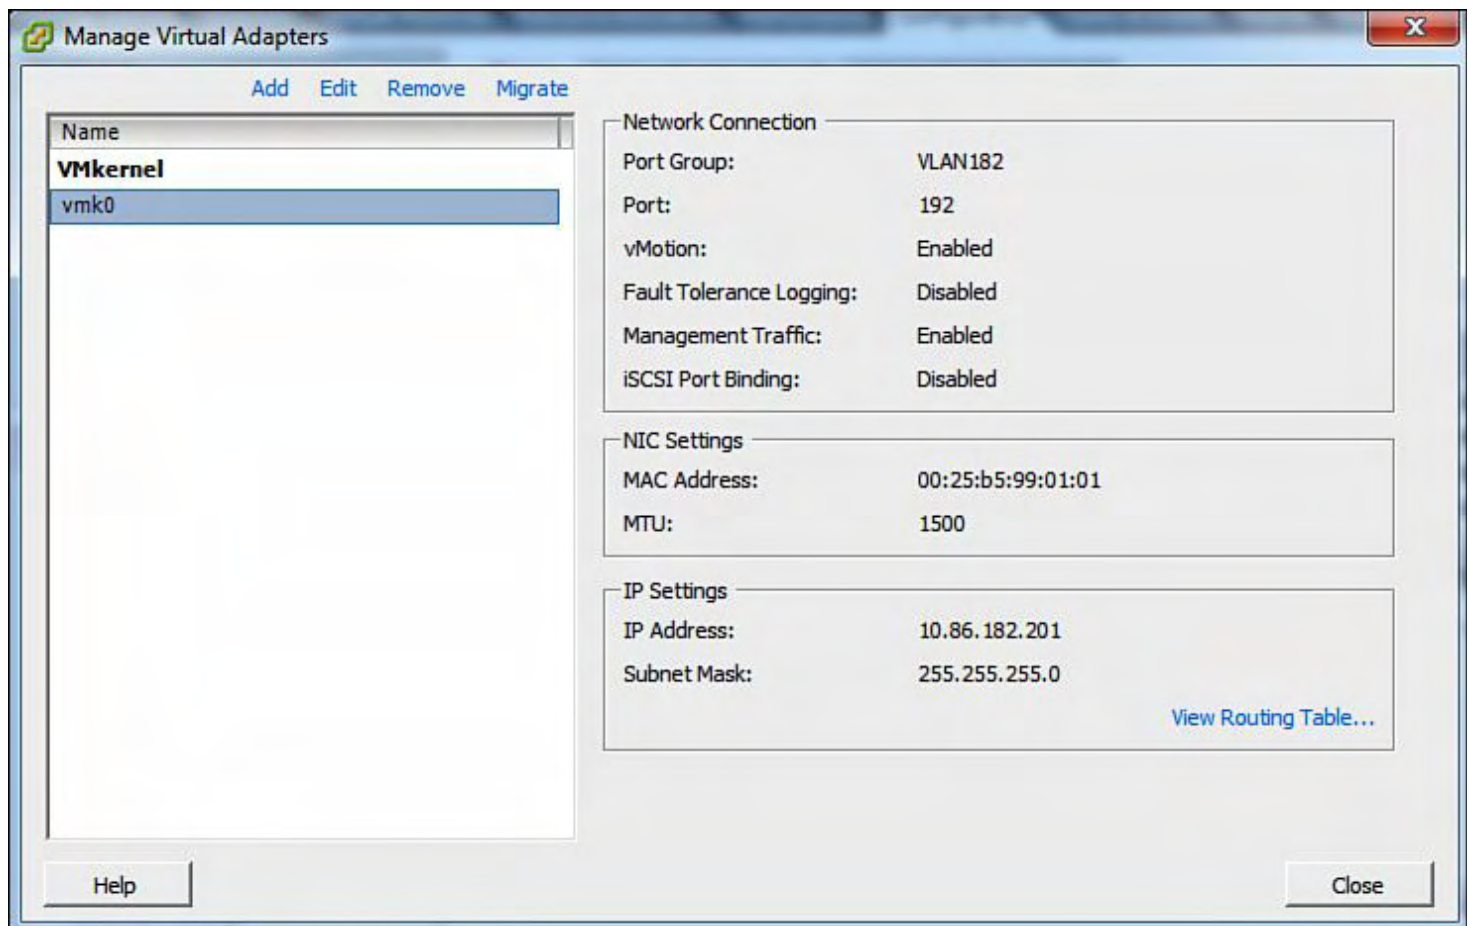 Manage Virtual Adapters
Add Edit Remove Migrate
Name
VMkernel
vmk0
Network Connection
Port Group: VLAN182
Port: 192
vMotion: Enabled
Fault Tolerance Logging: Disabled
Management Traffic: Enabled
iSCSI Port Binding: Disabled
NIC Settings
MAC Address: 00:25:b5:99:01:01
MTU: 1500
IP Settings
IP Address: 10.86.182.201
Subnet Mask: 255.255.255.0
View Routing Table...
Help Close